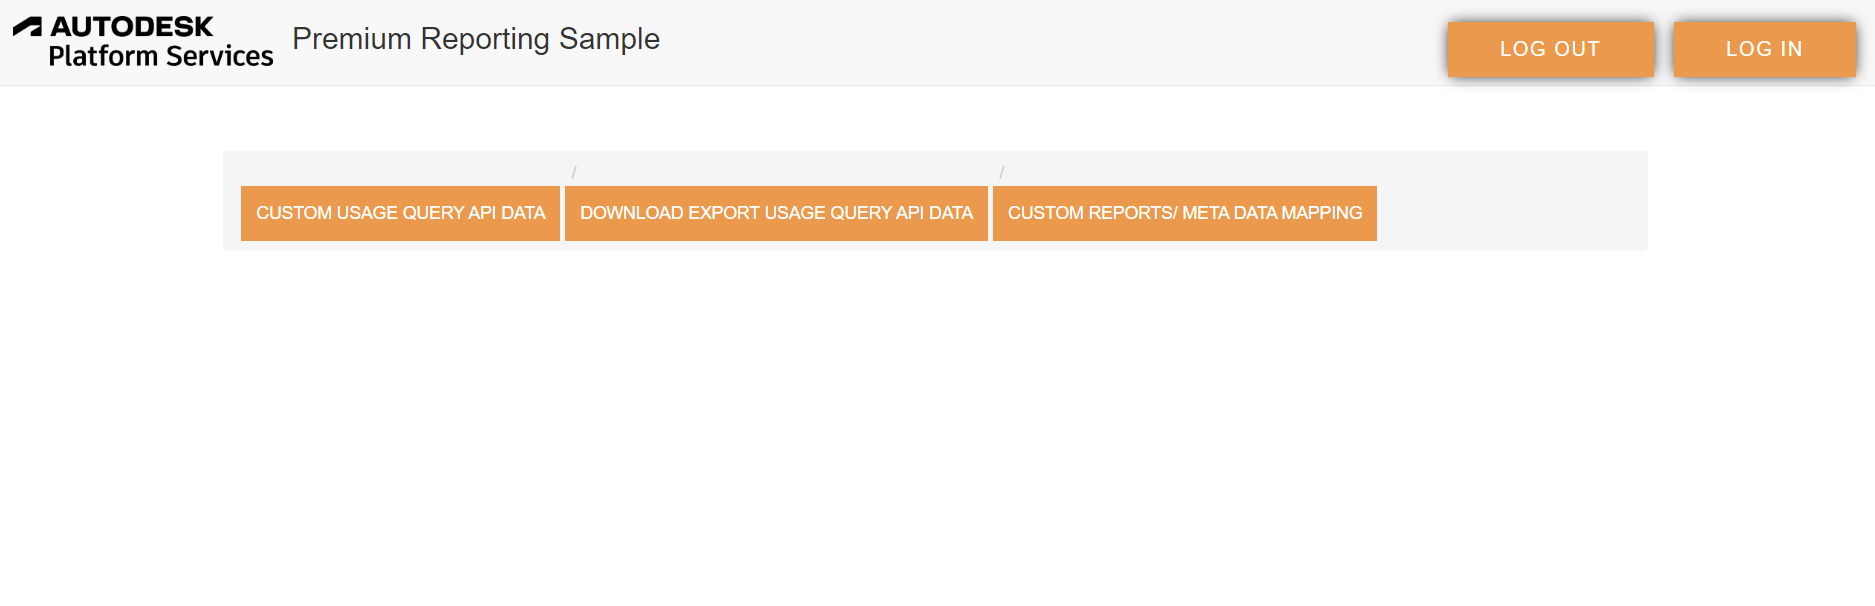 AUTODESK
Platform Services
Premium Reporting Sample
LOG OUT
LOG IN
/
/
CUSTOM USAGE QUERY API DATA
DOWNLOAD EXPORT USAGE QUERY API DATA
CUSTOM REPORTS/ META DATA MAPPING